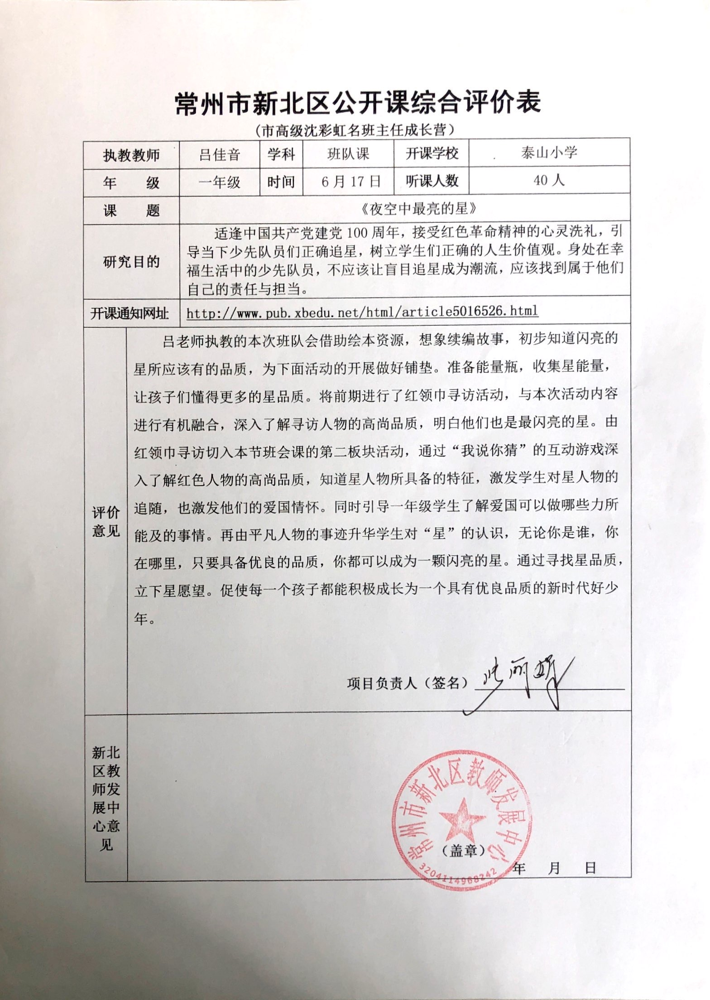 常州市新北区公开课综合评价表
（市高级沈彩虹名班主任成长营）
执教教师 吕佳音 学科 班队课 开课学校 泰山小学
年 级 一年级 时间 6月17日 听课人数 40人
课 题 《夜空中最亮的星》
研究目的
适逢中国共产党建党100周年，接受红色革命精神的心灵洗礼，引
导当下少先队员们正确追星，树立学生们正确的人生价值观。身处在幸
福生活中的少先队员，不应该让盲目追星成为潮流，应该找到属于他们
自己的责任与担当。
开课通知网址 http://www.pub.xbedu.net/html/article5016526.html
评价
意见
吕老师执教的本次班队会借助绘本资源，想象续编故事，初步知道闪亮的
星所应该有的品质，为下面活动的开展做好铺垫。准备能量瓶，收集星能量，
让孩子们懂得更多的星品质。将前期进行了红领巾寻访活动，与本次活动内容
进行有机融合，深入了解寻访人物的高尚品质，明白他们也是最闪亮的星。由
红领巾寻访切入本节班会课的第二板块活动，通过“我说你猜”的互动游戏深
入了解红色人物的高尚品质，知道星人物所具备的特征，激发学生对星人物的
追随，也激发他们的爱国情怀。同时引导一年级学生了解爱国可以做哪些力所
能及的事情。再由平凡人物的事迹升华学生对“星”的认识，无论你是谁，你
在哪里，只要具备优良的品质，你都可以成为一颗闪亮的星。通过寻找星品质，
立下星愿望。促使每一个孩子都能积极成长为一个具有优良品质的新时代好少
年。
项目负责人（签名）
新北
区教
师发
展中
心意
见
常州市新北区教师发展中心
（盖章）
3204114968242
年 月 日